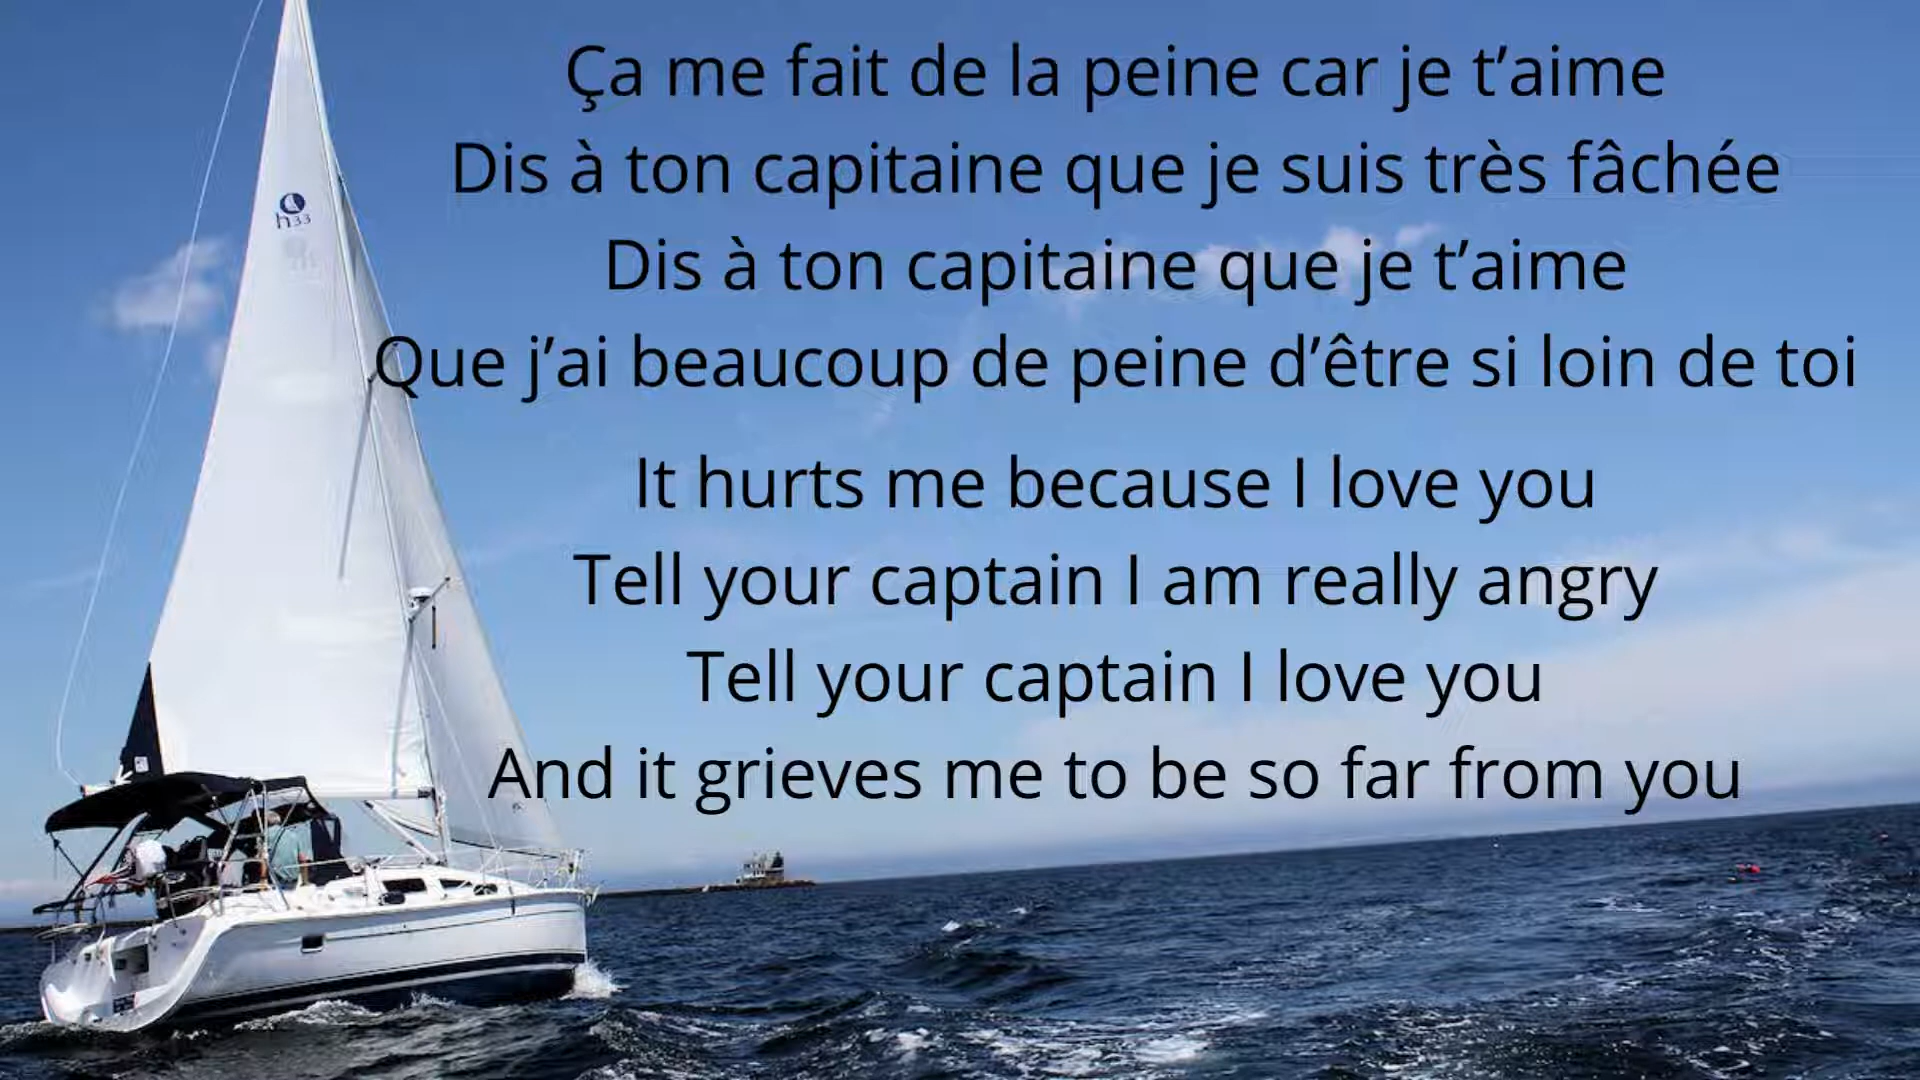 Ça me fait de la peine car je t’aime
Dis à ton capitaine que je suis très fâchée
Dis à ton capitaine que je t’aime
Que j’ai beaucoup de peine d’être si loin de toi
It hurts me because I love you
Tell your captain I am really angry
Tell your captain I love you
And it grieves me to be so far from you
h33